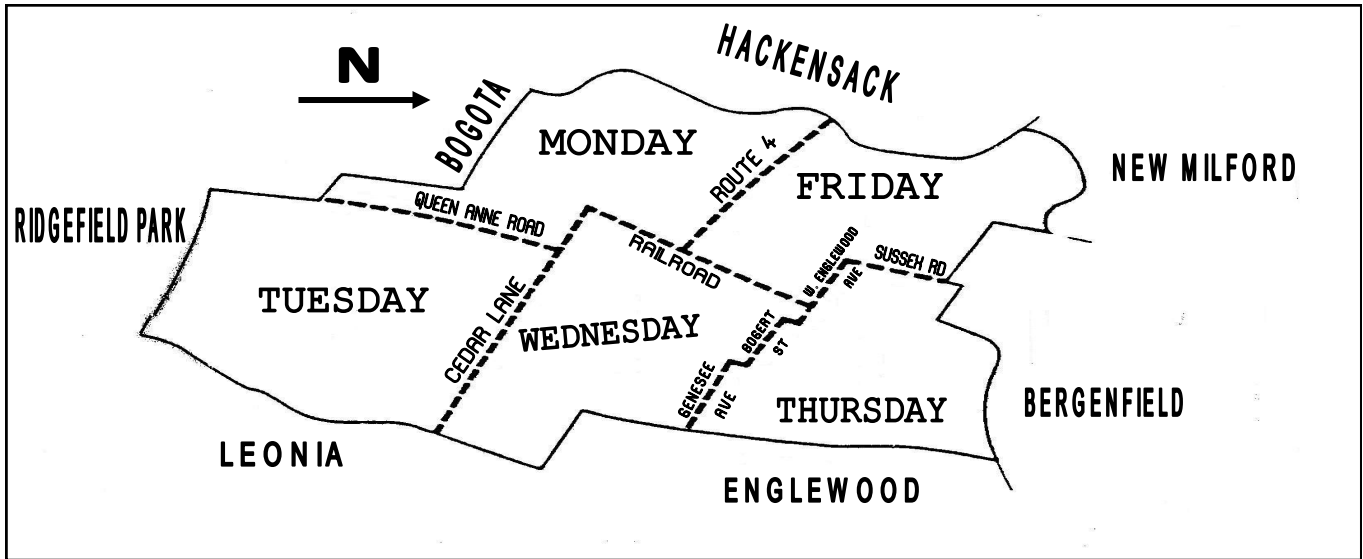 N
HACKENSACK
BOGOTA
MONDAY
ROUTE 4
FRIDAY
NEW MILFORD
RIDGEFIELD PARK
QUEEN ANNE ROAD
RAILROAD
W. ENGLEWOOD
AVE
SUSSEX RD
TUESDAY
CEDAR LANE
WEDNESDAY
BOGERT
ST
GENESEE
AVE
THURSDAY
BERGENFIELD
LEONIA
ENGLEWOOD